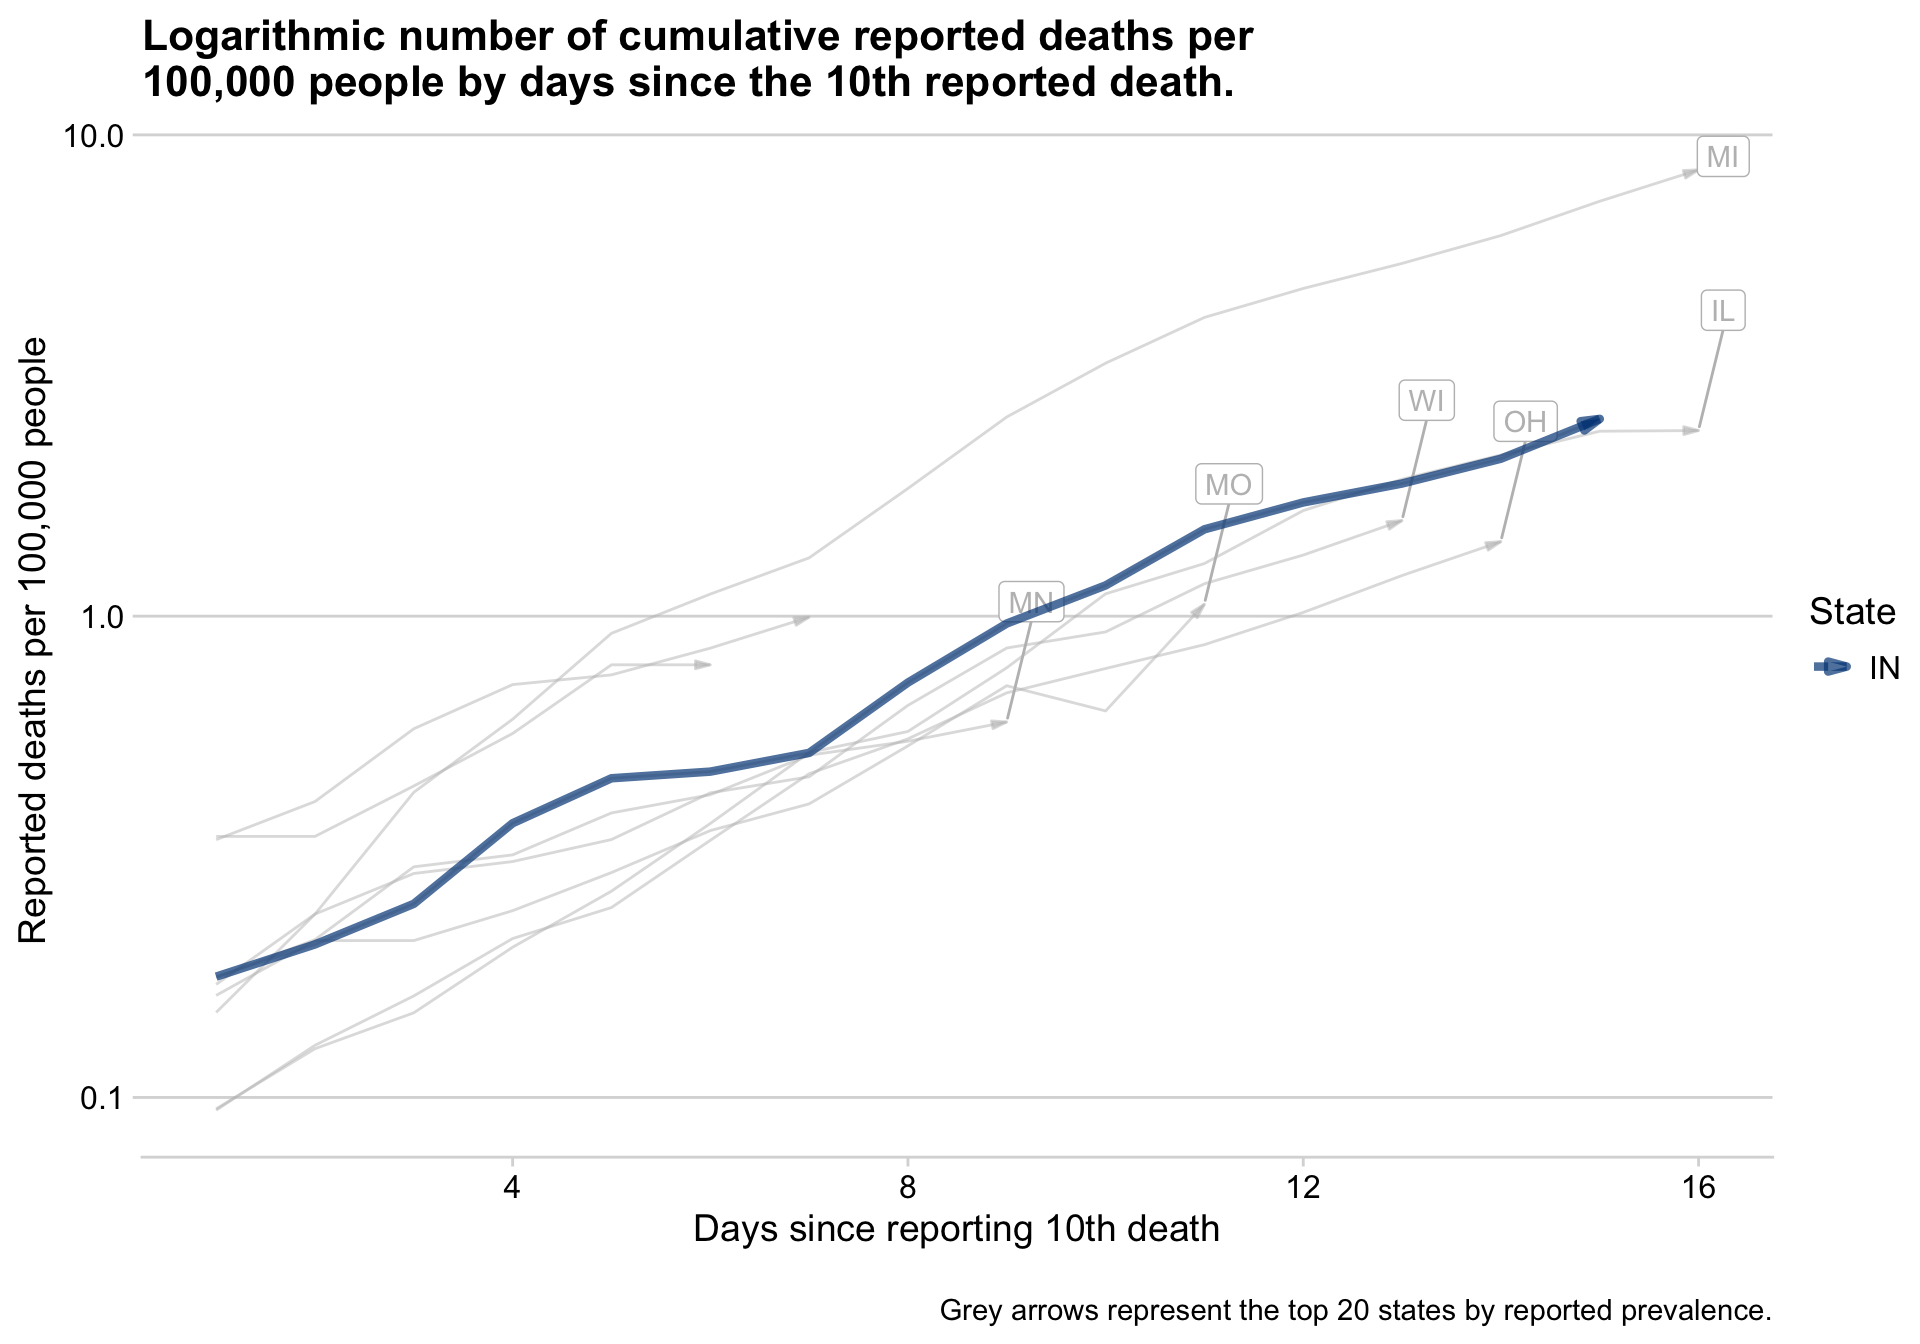 Logarithmic number of cumulative reported deaths per
100,000 people by days since the 10th reported death.
10.0
1.0
0.1
Reported deaths per 100,000 people
MI
IL
WI
OH
MO
MN
State
IN
4
8
12
16
Days since reporting 10th death
Grey arrows represent the top 20 states by reported prevalence.